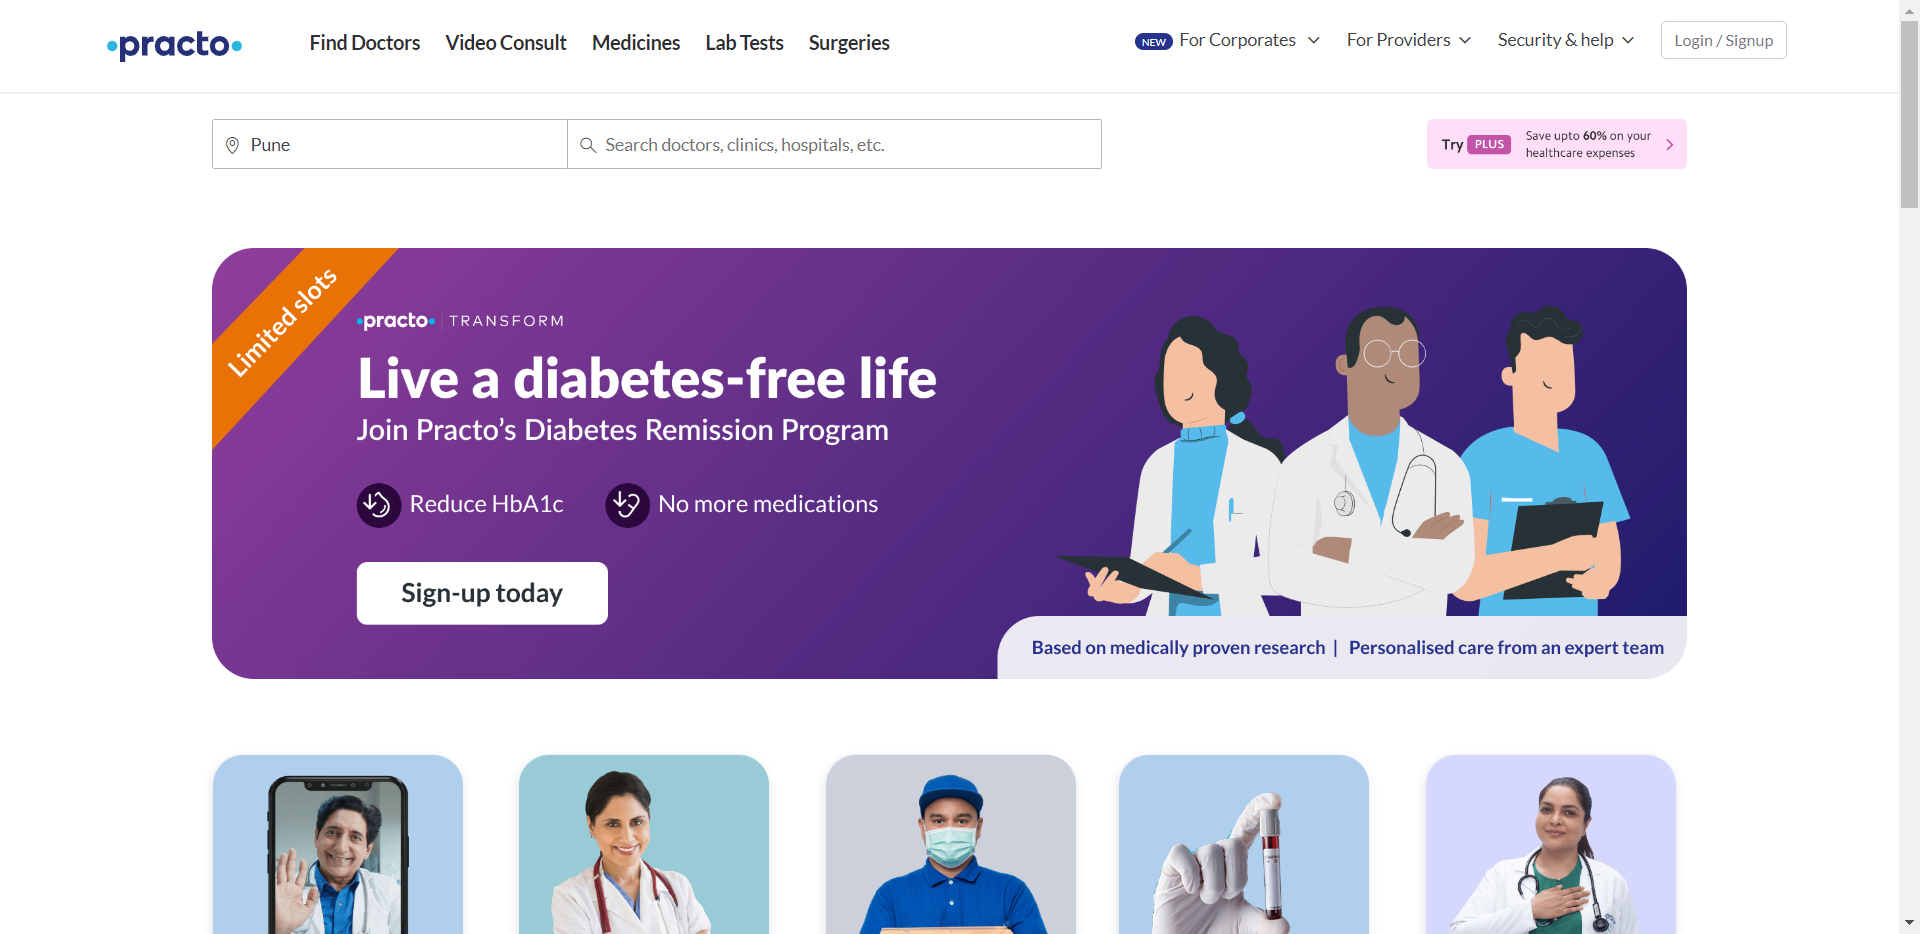 practo
Find Doctors
Video Consult
Medicines
Lab Tests
Surgeries
NEW For Corporates
For Providers
Security & help
Login / Signup
Pune
Search doctors, clinics, hospitals, etc.
Try PLUS
Save upto 60% on your
healthcare expenses
Limited slots
practo TRANSFORM
Live a diabetes-free life
Join Practo's Diabetes Remission Program
Reduce HbA1c
No more medications
Sign-up today
Based on medically proven research | Personalised care from an expert team